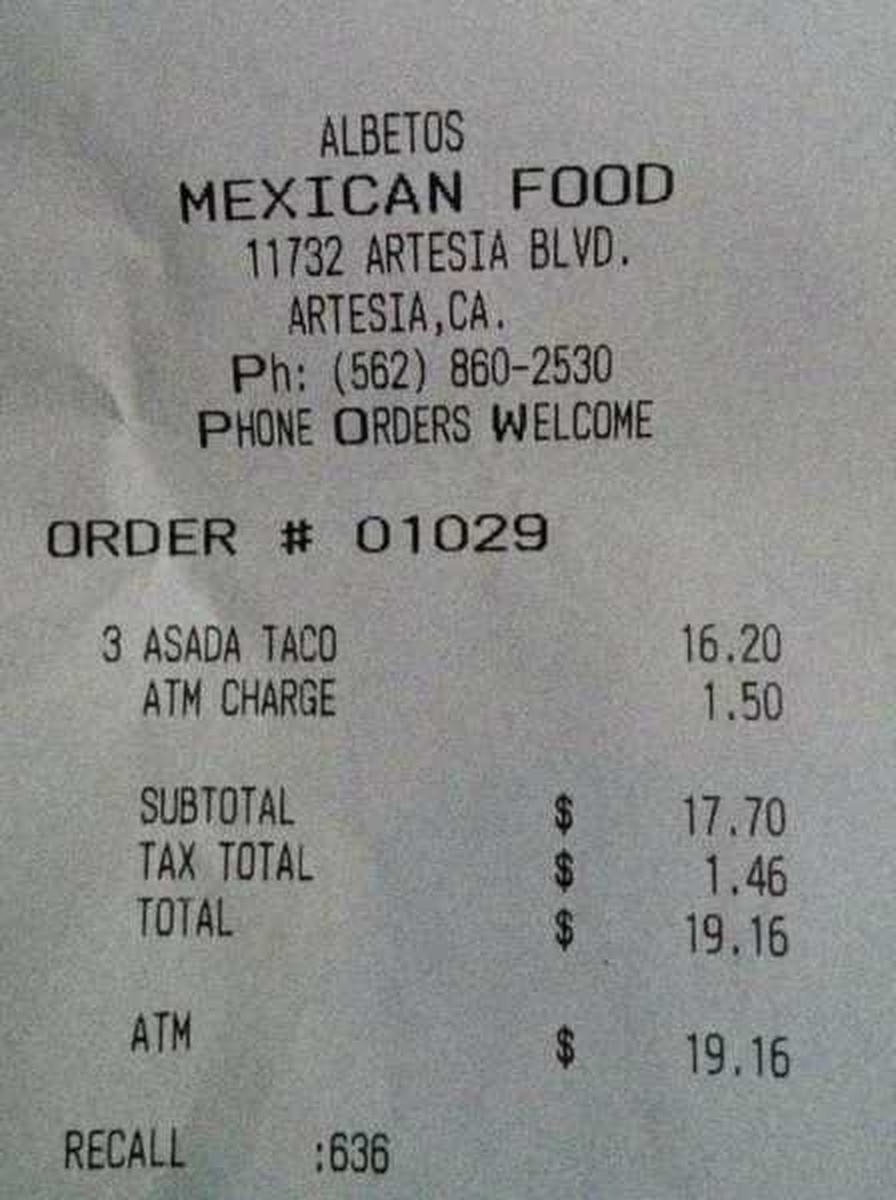 ALBETOS
MEXICAN FOOD
11732 ARTESIA BLVD.
ARTESIA,CA.
Ph: (562) 860-2530
PHONE ORDERS WELCOME
ORDER # 01029
3 ASADA TACO 16.20
ATM CHARGE 1.50
SUBTOTAL $ 17.70
TAX TOTAL $ 1.46
TOTAL $ 19.16
ATM $ 19.16
RECALL :636